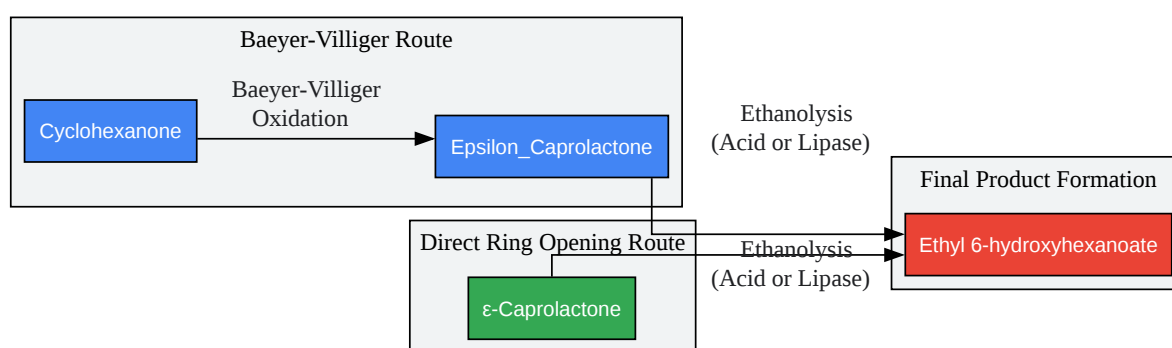 Baeyer-Villiger Route
Baeyer-Villiger
Oxidation
Cyclohexanone
Epsilon_Caprolactone
Ethanolysis
(Acid or Lipase)
Direct Ring Opening Route
ε-Caprolactone
Ethanolysis
(Acid or Lipase)
Final Product Formation
Ethyl 6-hydroxyhexanoate